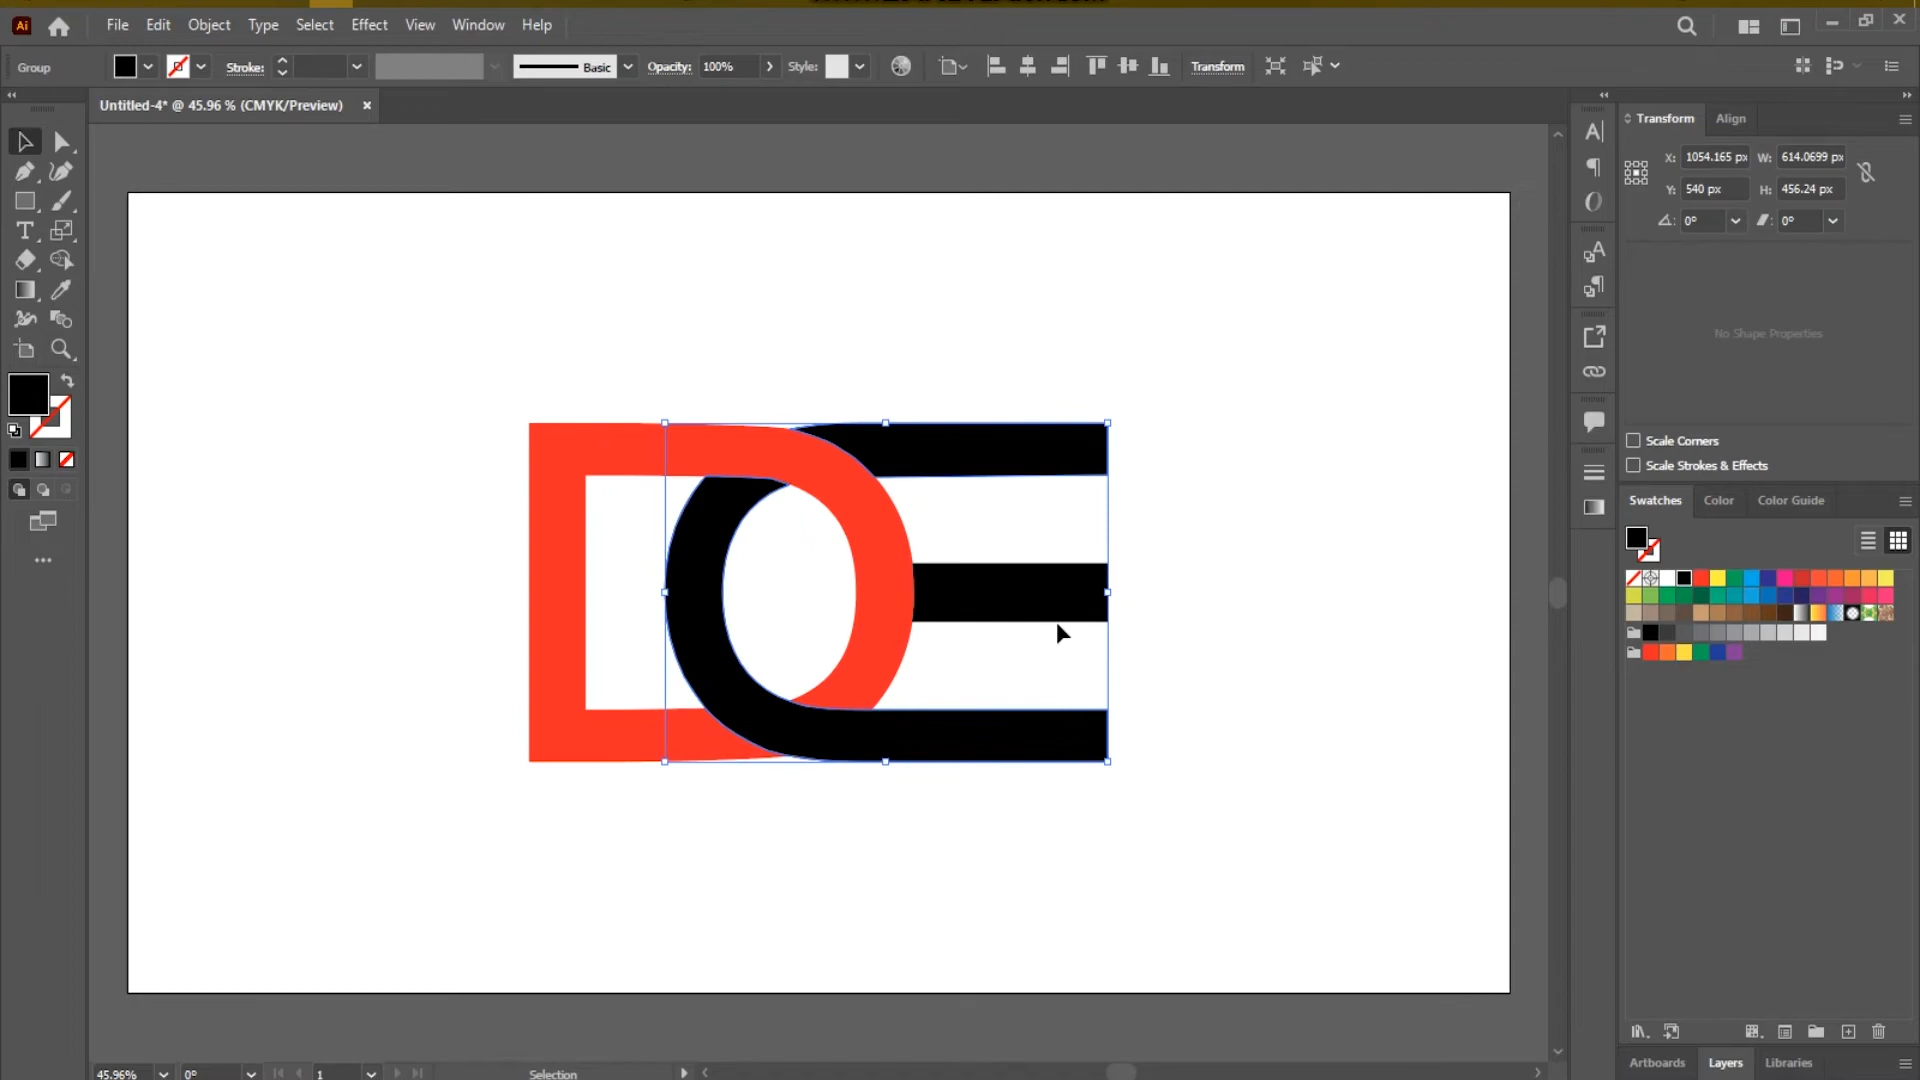 Ai File Edit Object Type Select Effect View Window Help
Group Stroke: Basic Opacity: 100% Style: Transform
Untitled-4* @ 45.96 % (CMYK/Preview) ×
Transform Align
X: 1054.165 px W: 614.0699 px
Y: 540 px H: 456.24 px
0° 0°
No Shape Properties
Scale Corners
Scale Strokes & Effects
Swatches Color Color Guide
DE
Artboards Layers Libraries
45.96% 0° 1 Selection